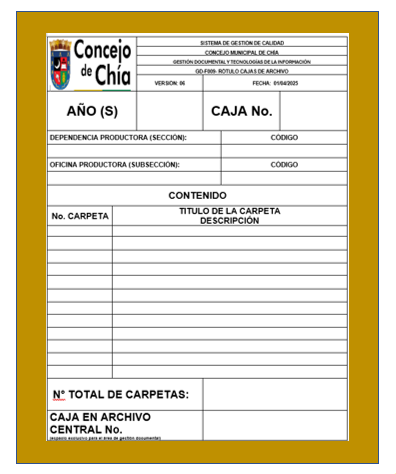 Concejo
de Chía
SISTEMA DE GESTION DE CALIDAD
CONCEJO MUNICIPAL DE CHÍA
GESTIÓN DOCUMENTAL Y TECNOLOGÍAS DE LA INFORMACIÓN
GD-F009- ROTULO CAJAS DE ARCHIVO
VERSION: 06 FECHA: 01/04/2025
AÑO (S) CAJA No.
DEPENDENCIA PRODUCTORA (SECCIÓN): CÓDIGO
OFICINA PRODUCTORA (SUBSECCIÓN): CÓDIGO
CONTENIDO
No. CARPETA TITULO DE LA CARPETA
DESCRIPCIÓN
N° TOTAL DE CARPETAS:
CAJA EN ARCHIVO
CENTRAL No.
(espacio exclusivo para el área de gestión documental)